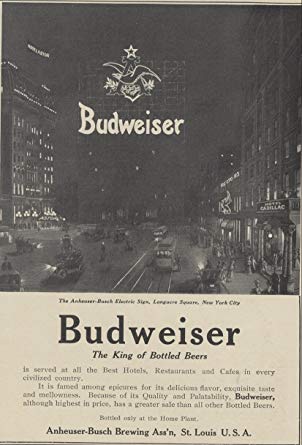 Budweiser
HOTEL
CADILLAC
The Anheuser-Busch Electric Sign, Longacre Square, New York City
Budweiser
The King of Bottled Beers
is served at all the Best Hotels, Restaurants and Cafes in every
civilized country.
It is famed among epicures for its delicious flavor, exquisite taste
and mellowness. Because of its Quality and Palatability, Budweiser,
although highest in price, has a greater sale than all other Bottled Beers.
Bottled only at the Home Plant.
Anheuser-Busch Brewing Ass'n, St. Louis U. S. A.